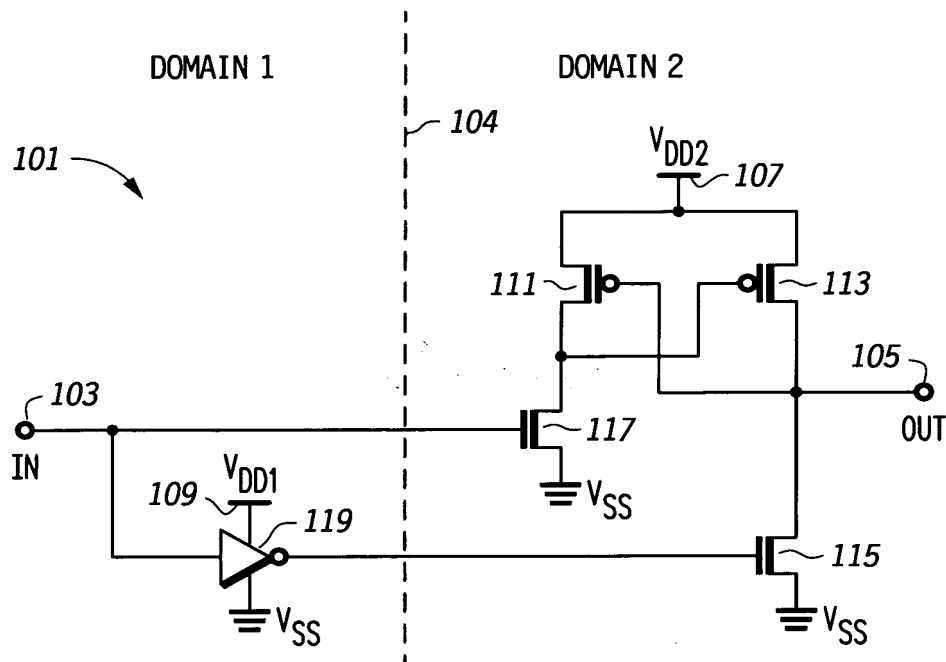 DOMAIN 1
DOMAIN 2
104
101
VDD2
107
111
113
103
105
117
IN
OUT
VDD1
109
119
VSS
115
VSS
VSS